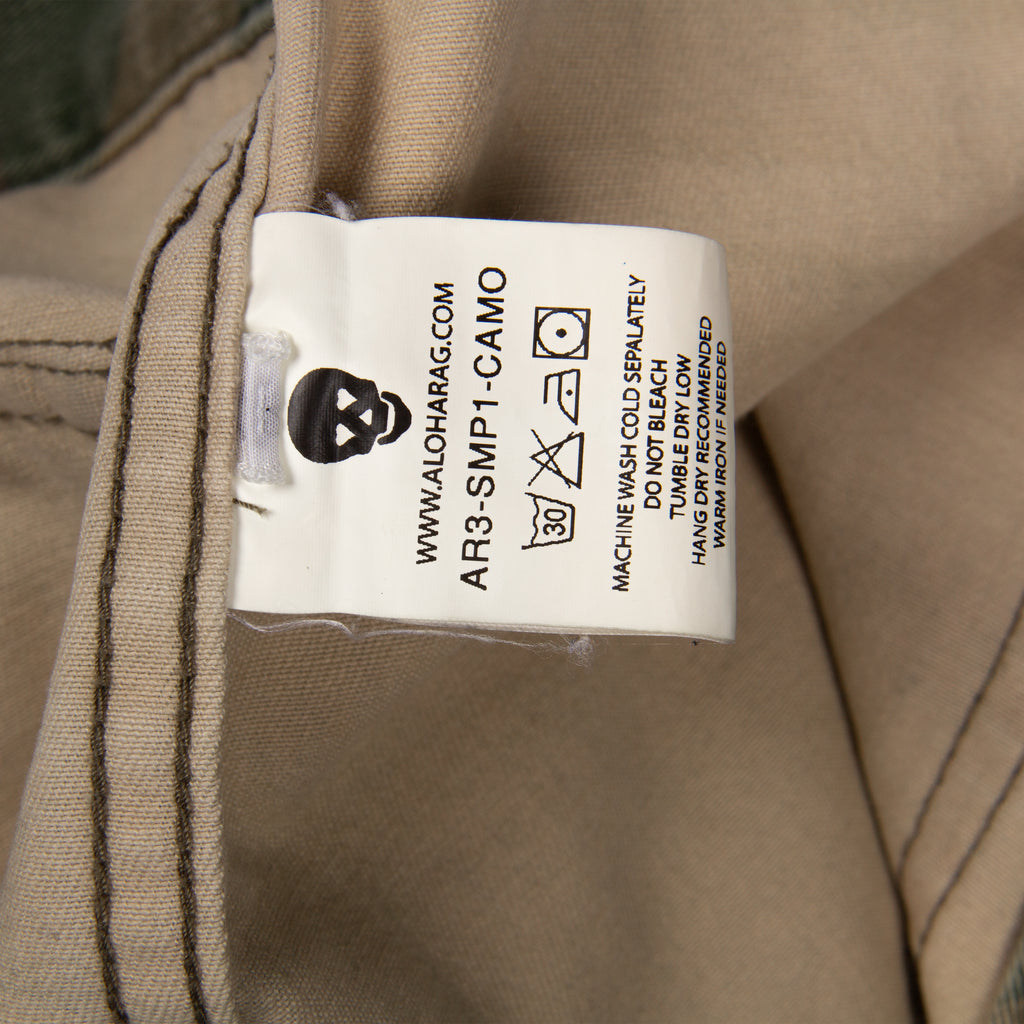 WWW.ALOHARAG.COM
AR3-SMP1-CAMO
30
MACHINE WASH COLD SEPALATELY
DO NOT BLEACH
TUMBLE DRY LOW
HANG DRY RECOMMENDED
WARM IRON IF NEEDED